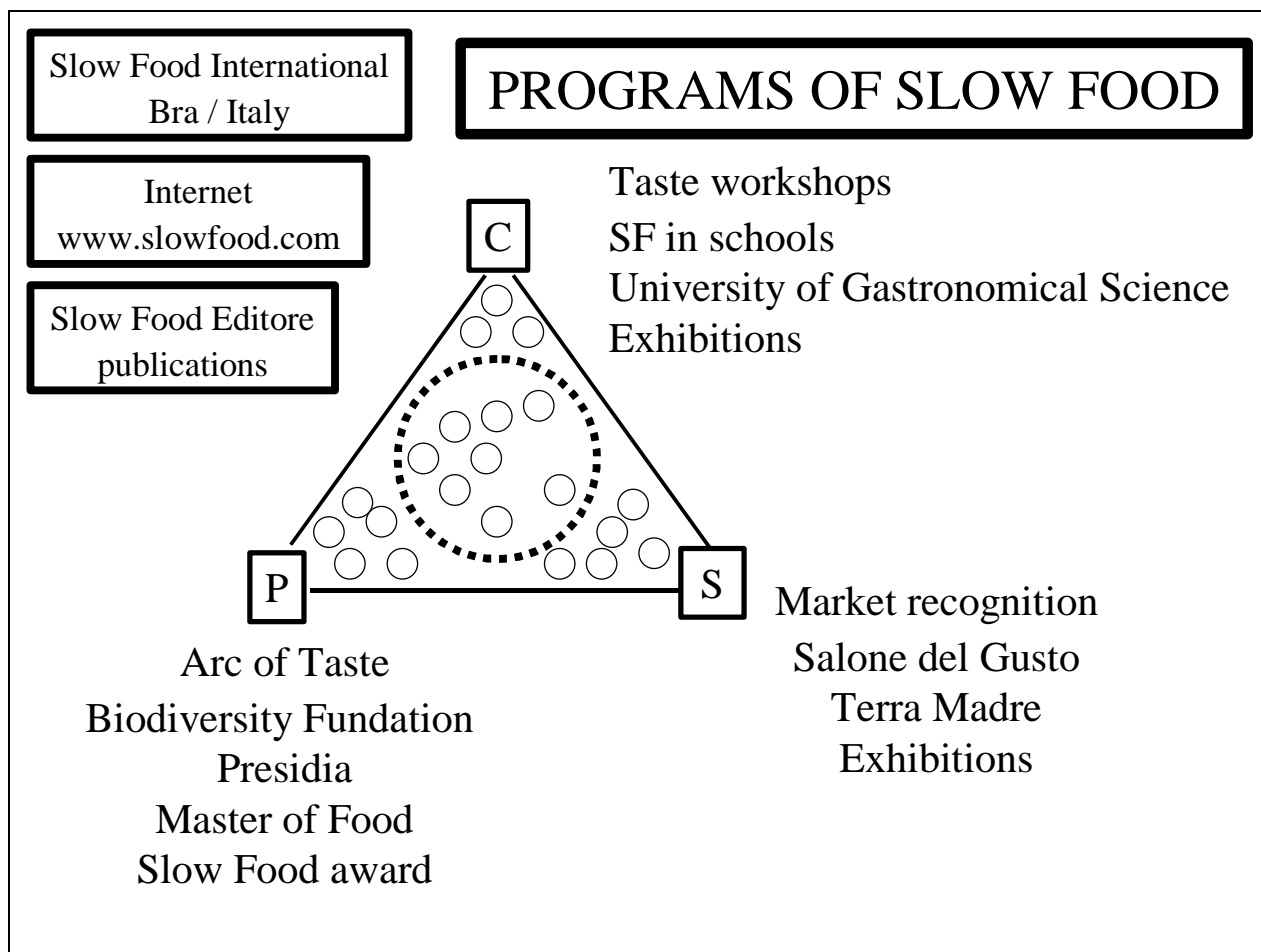 Slow Food International
Bra / Italy
PROGRAMS OF SLOW FOOD
Internet
www.slowfood.com
Slow Food Editore
publications
Taste workshops
SF in schools
University of Gastronomical Science
Exhibitions
C
P
S
Market recognition
Salone del Gusto
Terra Madre
Exhibitions
Arc of Taste
Biodiversity Fundation
Presidia
Master of Food
Slow Food award